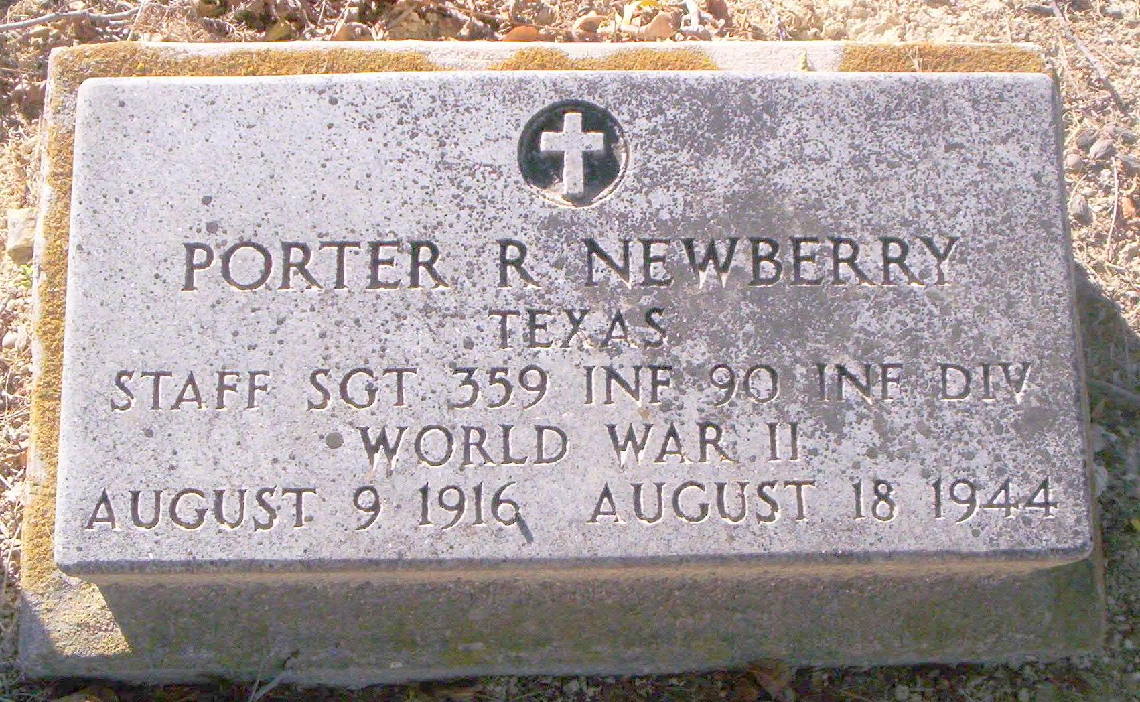 PORTER R NEWBERRY
TEXAS
STAFF SGT 359 INF 90 INF DIV
WORLD WAR II
AUGUST 9 1916 AUGUST 18 1944